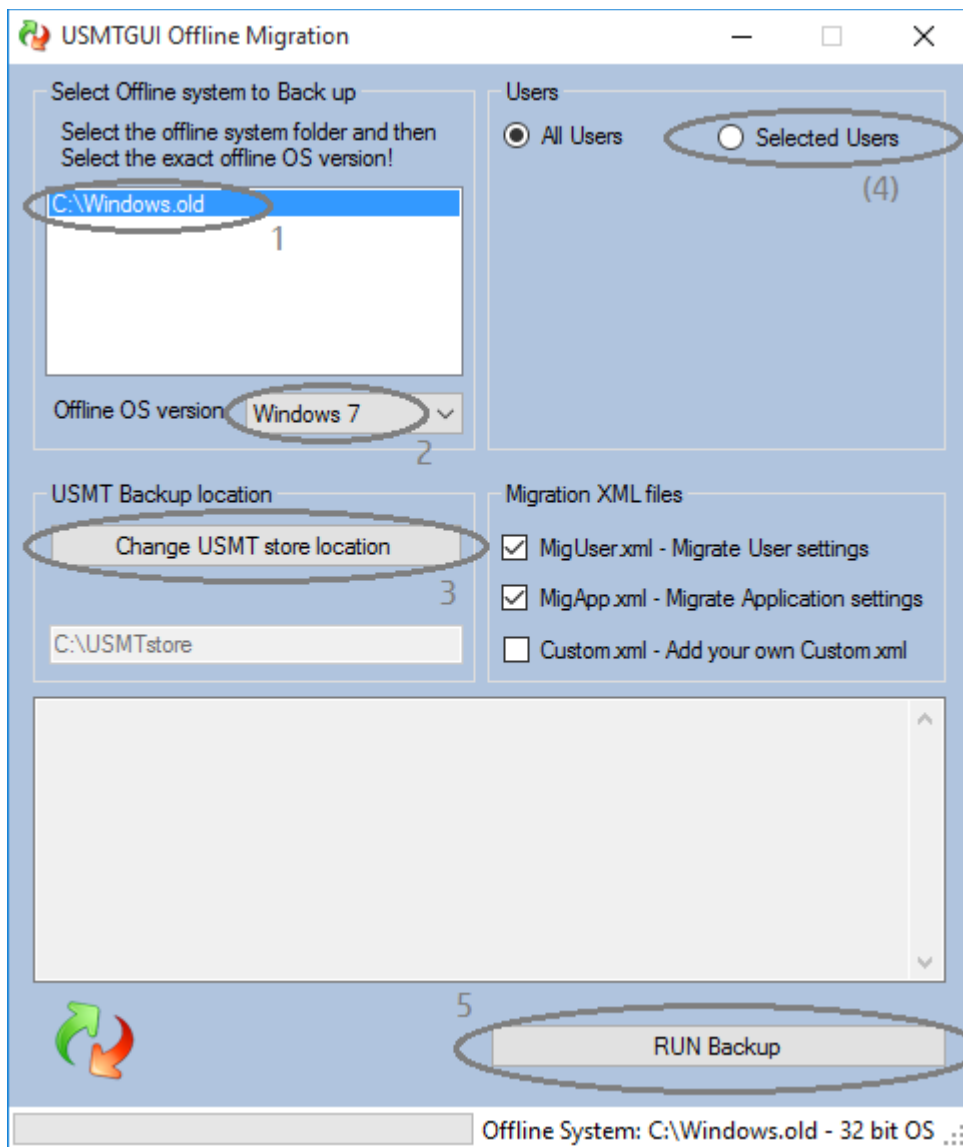 USMTGUI Offline Migration
Select Offline system to Back up
Select the offline system folder and then
Select the exact offline OS version!
C:\Windows.old
1
Offline OS version
Windows 7
2
Users
All Users
Selected Users
(4)
USMT Backup location
Change USMT store location
3
C:\USMTstore
Migration XML files
MigUser.xml - Migrate User settings
MigApp.xml - Migrate Application settings
Custom.xml - Add your own Custom.xml
5
RUN Backup
Offline System: C:\Windows.old - 32 bit OS